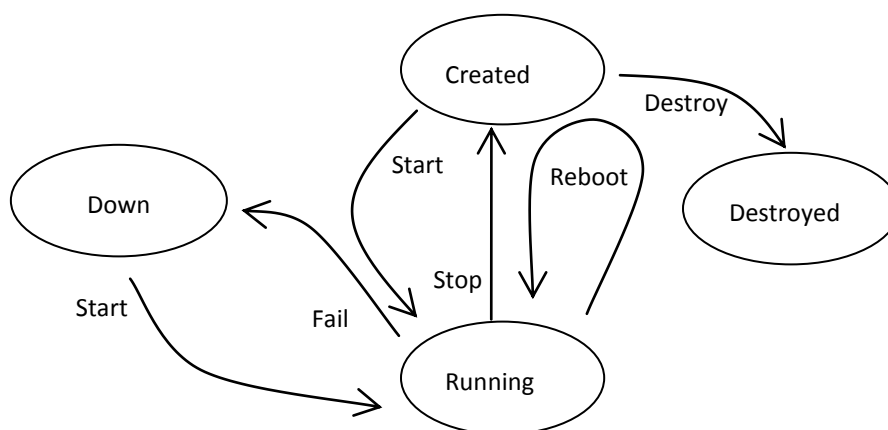 Created
Destroy
Start
Reboot
Down
Destroyed
Stop
Start
Fail
Running